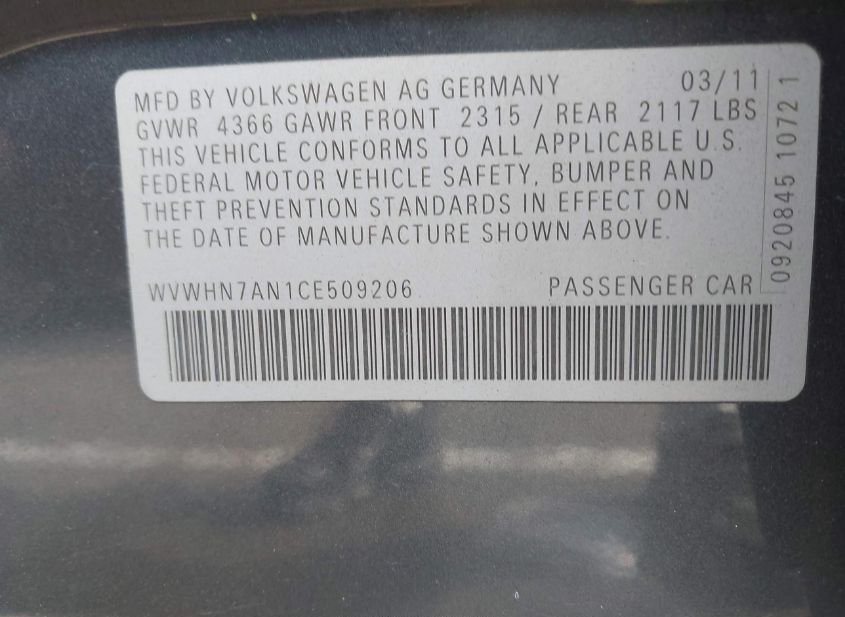 MFD BY VOLKSWAGEN AG GERMANY 03/11
GVWR 4366 GAWR FRONT 2315 / REAR 2117 LBS
THIS VEHICLE CONFORMS TO ALL APPLICABLE U.S.
FEDERAL MOTOR VEHICLE SAFETY, BUMPER AND
THEFT PREVENTION STANDARDS IN EFFECT ON
THE DATE OF MANUFACTURE SHOWN ABOVE.
WVWHN7AN1CE509206 PASSENGER CAR
0920845 1072 1